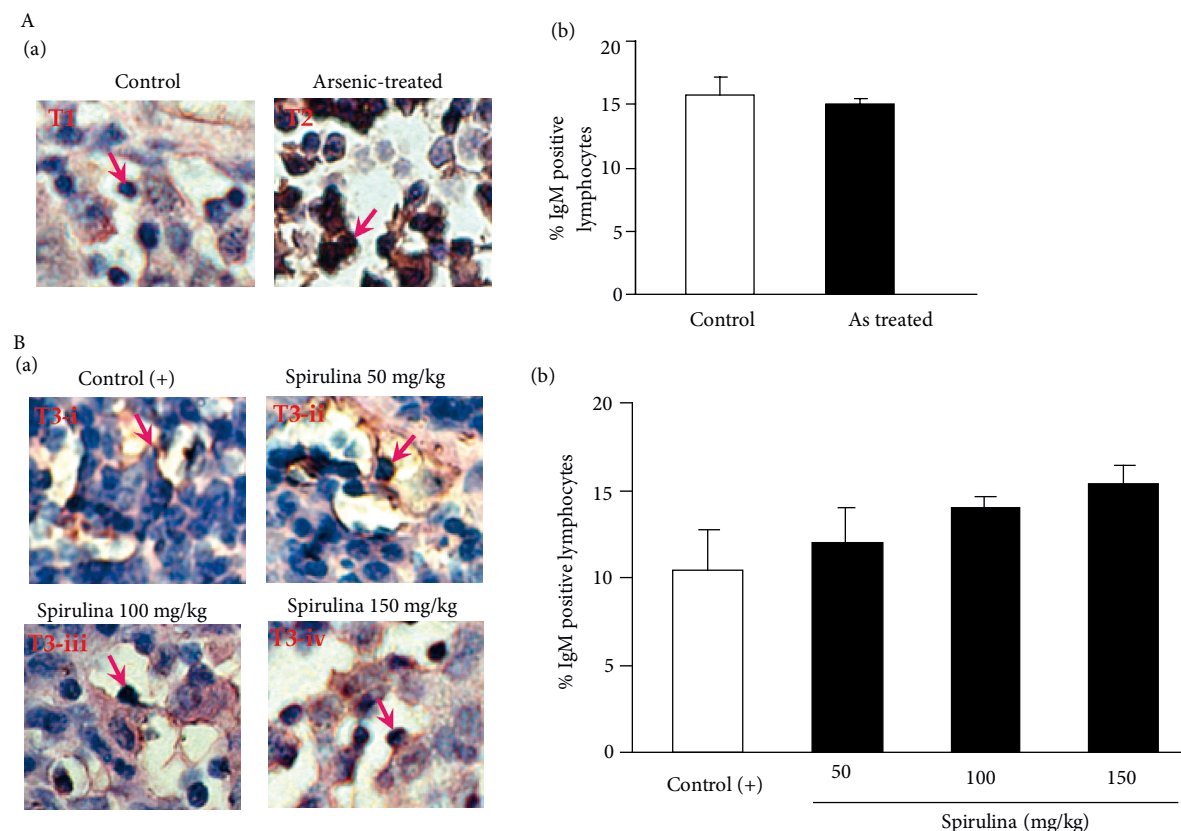 A
(a)
Control
Arsenic-treated
T1
T2
(b)
20
15
10
5
0
% IgM positive
lymphocytes
Control
As treated
B
(a)
Control (+)
Spirulina 50 mg/kg
T3-i
T3-ii
Spirulina 100 mg/kg
Spirulina 150 mg/kg
T3-iii
T3-iv
(b)
20
15
10
5
0
% IgM positive lymphocytes
Control (+)
50
100
150
Spirulina (mg/kg)